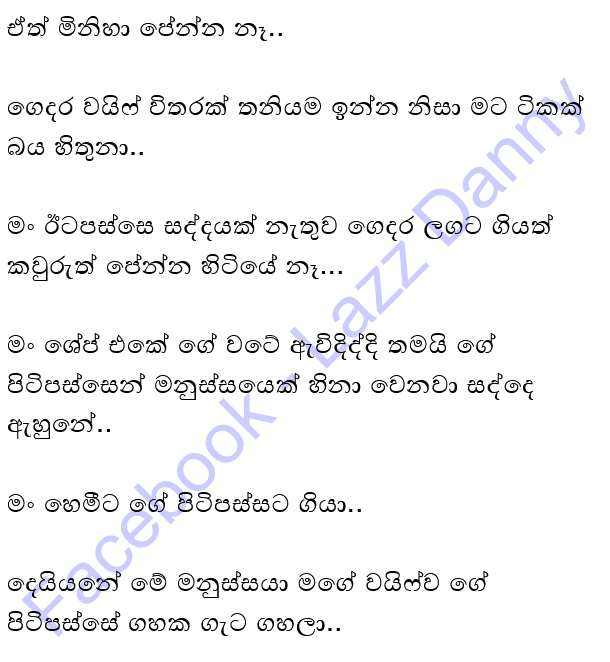 ඒත් මිනිහා පේන්න නෑ..
ගෙදර වයිෆ් විතරක් තනියම ඉන්න නිසා මට ටිකක්
බය හිතුනා..
මං ඊටපස්සෙ සද්දයක් නැතුව ගෙදර ලගට ගියත්
කවුරුත් පේන්න හිටියේ නෑ...
මං ශේප් එකේ ගේ වටේ ඇවිදිද්දි තමයි ගේ
පිටිපස්සෙන් මනුස්සයෙක් හිනා වෙනවා සද්දෙ
ඇහුනේ..
මං හෙමීට ගේ පිටිපස්සට ගියා..
දෙයියනේ මේ මනුස්සයා මගේ වයිෆ්ව ගේ
පිටිපස්සේ ගහක ගැට ගහලා..
Facebook - Lazz Danny